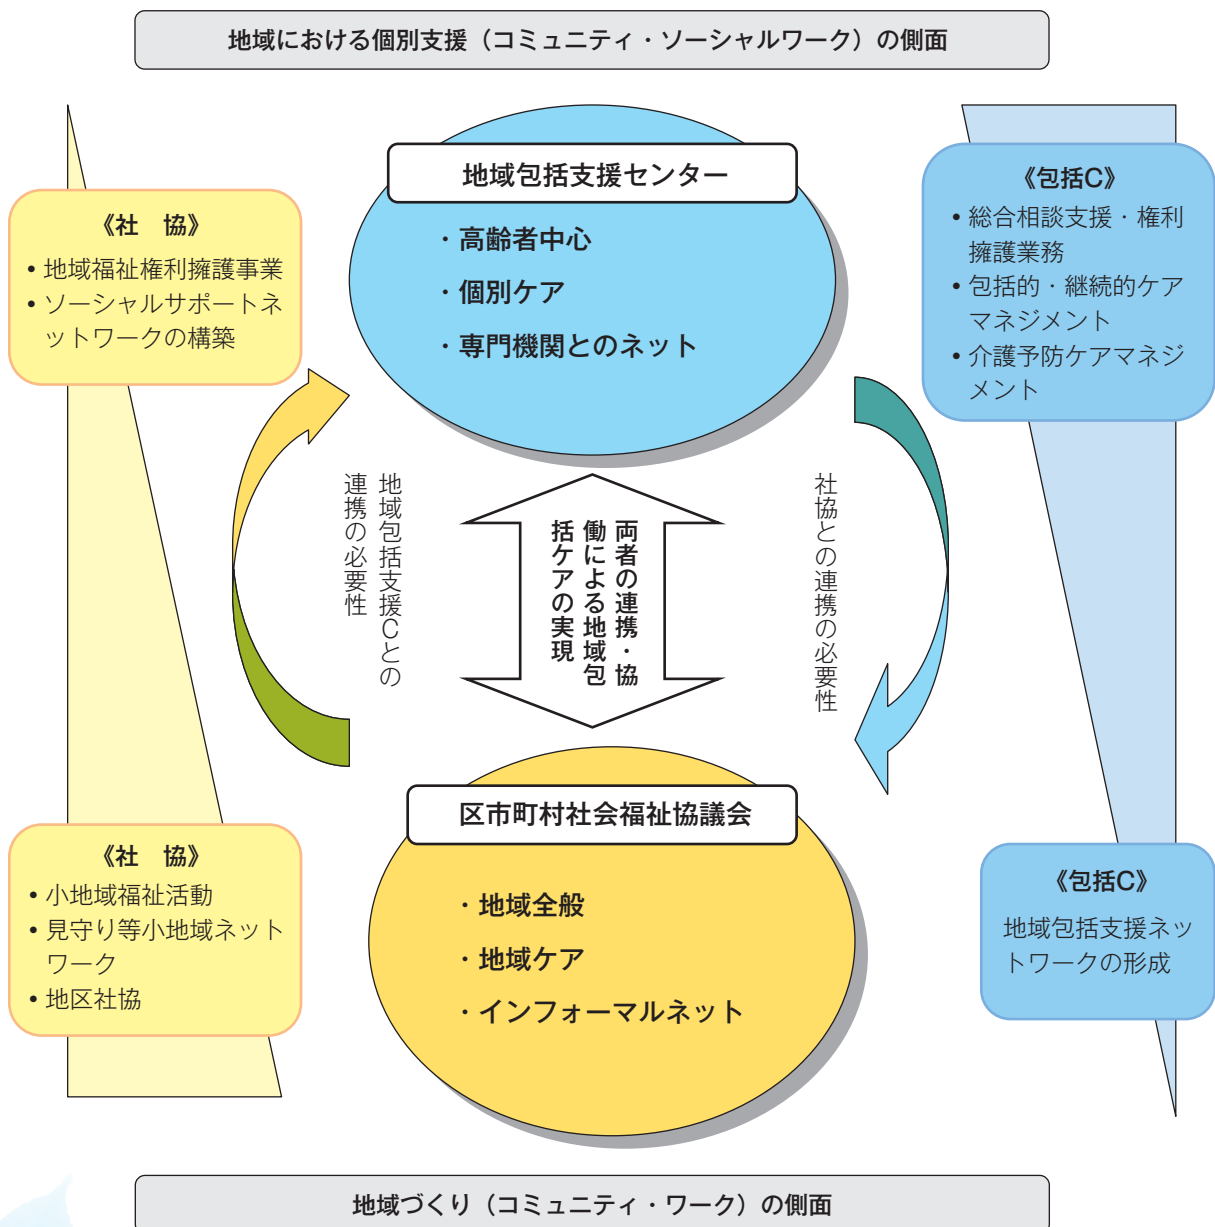 地域における個別支援（コミュニティ・ソーシャルワーク）の側面
地域包括支援センター
・高齢者中心
・個別ケア
・専門機関とのネット
《社　協》
• 地域福祉権利擁護事業
• ソーシャルサポートネ
ットワークの構築
《包括C》
• 総合相談支援・権利
擁護業務
• 包括的・継続的ケア
マネジメント
• 介護予防ケアマネジ
メント
地域包括支援Cとの
連携の必要性
両者の連携・協
働による地域包
括ケアの実現
社協との連携の必要性
区市町村社会福祉協議会
・地域全般
・地域ケア
・インフォーマルネット
《社　協》
• 小地域福祉活動
• 見守り等小地域ネット
ワーク
• 地区社協
《包括C》
地域包括支援ネッ
トワークの形成
地域づくり（コミュニティ・ワーク）の側面